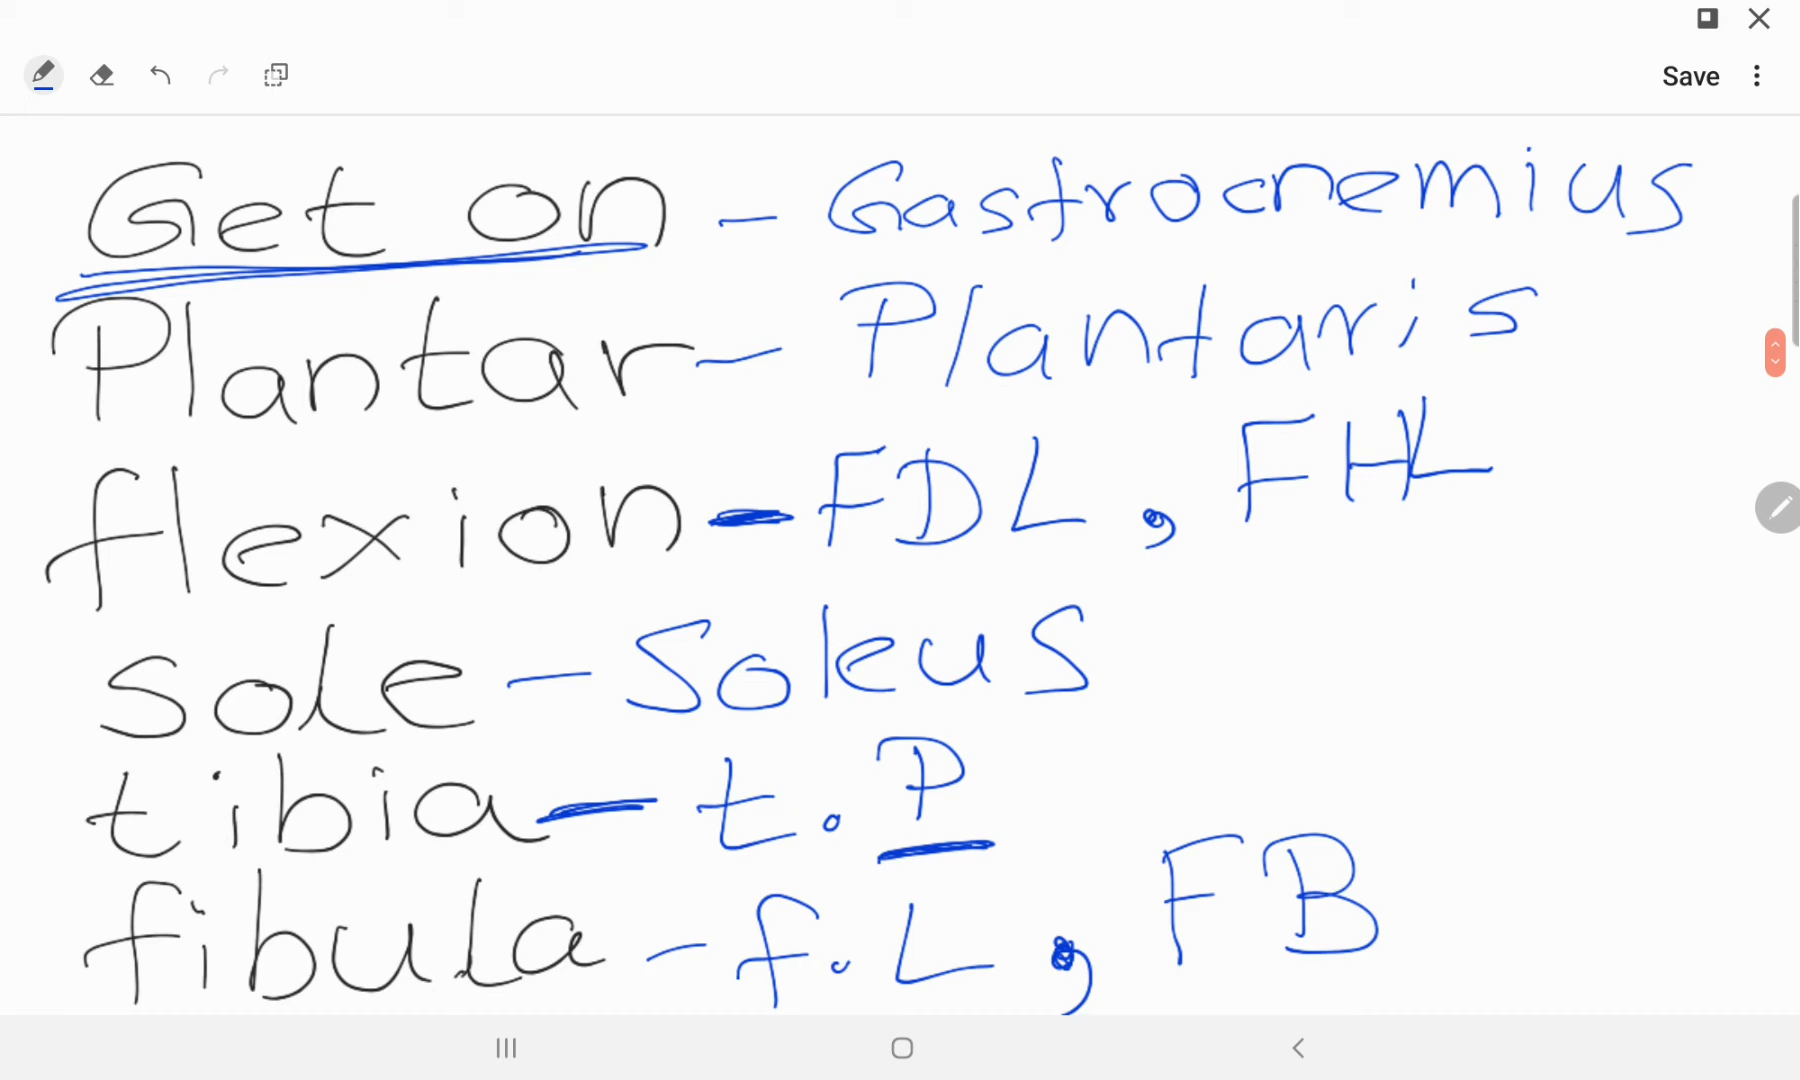 Save
Get on - Gastrocnemius
Plantar - Plantaris
flexion - FDL, FHL
sole - Soleus
tibia - t.P
fibula - f.L, FB